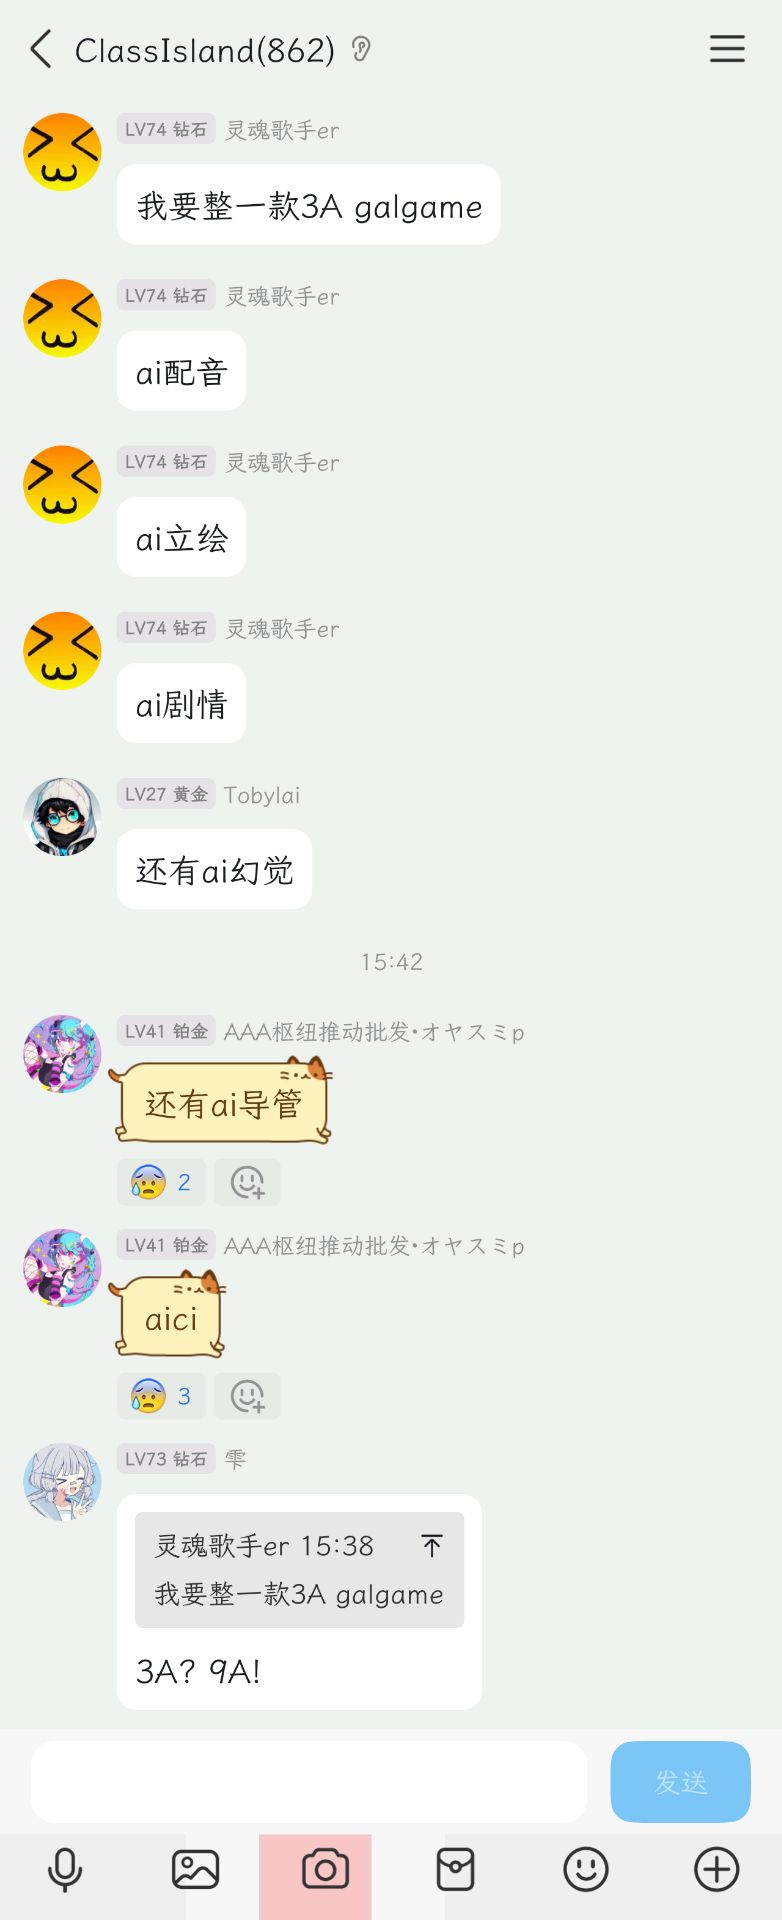 ClassIsland(862)
LV74 钻石 灵魂歌手er
我要整一款3A galgame
LV74 钻石 灵魂歌手er
ai配音
LV74 钻石 灵魂歌手er
ai立绘
LV74 钻石 灵魂歌手er
ai剧情
LV27 黄金 Tobylai
还有ai幻觉
15:42
LV41 铂金 AAA枢纽推动批发•オヤスミp
还有ai导管
2
LV41 铂金 AAA枢纽推动批发•オヤスミp
aici
3
LV73 钻石 雫
灵魂歌手er 15:38
我要整一款3A galgame
3A? 9A!
发送